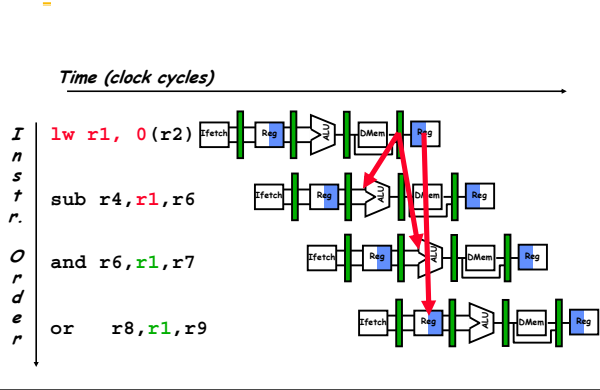 Time (clock cycles)
Instr. Order
lw r1, 0(r2) Ifetch Reg ALU DMem Reg
sub r4,r1,r6 Ifetch Reg ALU DMem Reg
and r6,r1,r7 Ifetch Reg ALU DMem Reg
or r8,r1,r9 Ifetch Reg ALU DMem Reg